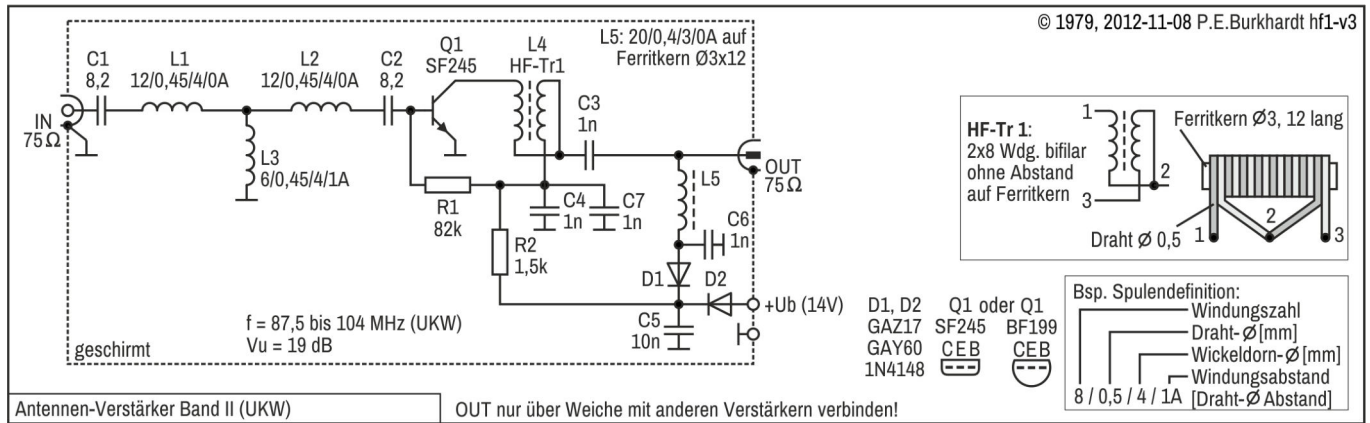 © 1979, 2012-11-08 P.E.Burkhardt hf1-v3
L5: 20/0,4/3/0A auf
Ferritkern Ø3x12
C1
8,2
L1
12/0,45/4/0A
L2
12/0,45/4/0A
C2
8,2
Q1
SF245
L4
HF-Tr1
C3
1n
IN
75Ω
L3
6/0,45/4/1A
OUT
75Ω
L5
R1
82k
C4
1n
C7
1n
C6
1n
R2
1,5k
D1
D2
+Ub (14V)
C5
10n
f = 87,5 bis 104 MHz (UKW)
Vu = 19 dB
geschirmt
HF-Tr 1:
2x8 Wdg. bifilar
ohne Abstand
auf Ferritkern
1
2
3
Ferritkern Ø3, 12 lang
Draht Ø 0,5
1
2
3
D1, D2
GAZ17
GAY60
1N4148
Q1 oder Q1
SF245 BF199
CEB CEB
Bsp. Spulendefinition:
Windungszahl
Draht-Ø [mm]
Wickeldorn-Ø [mm]
Windungsabstand
8 / 0,5 / 4 / 1A [Draht-Ø Abstand]
Antennen-Verstärker Band II (UKW)
OUT nur über Weiche mit anderen Verstärkern verbinden!